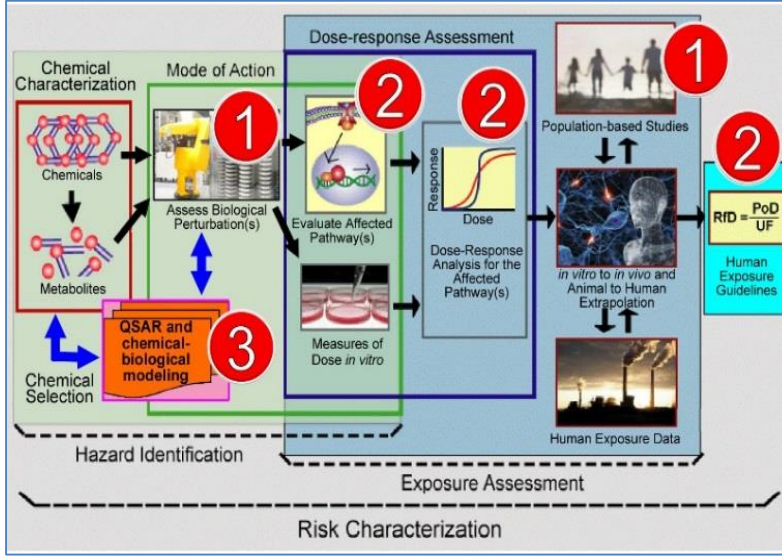 Chemical
Characterization
Chemicals
Metabolites
Chemical
Selection
QSAR and
chemical-
biological
modeling
3
Mode of Action
1
Assess Biological
Perturbation(s)
Dose-response Assessment
2
Evaluate Affected
Pathway(s)
Measures of
Dose in vitro
2
Response
Dose
Dose-Response
Analysis for the
Affected
Pathway(s)
1
Population-based Studies
in vitro to in vivo and
Animal to Human
Extrapolation
Human Exposure Data
2
RfD = PoD
UF
Human
Exposure
Guidelines
Hazard Identification
Exposure Assessment
Risk Characterization